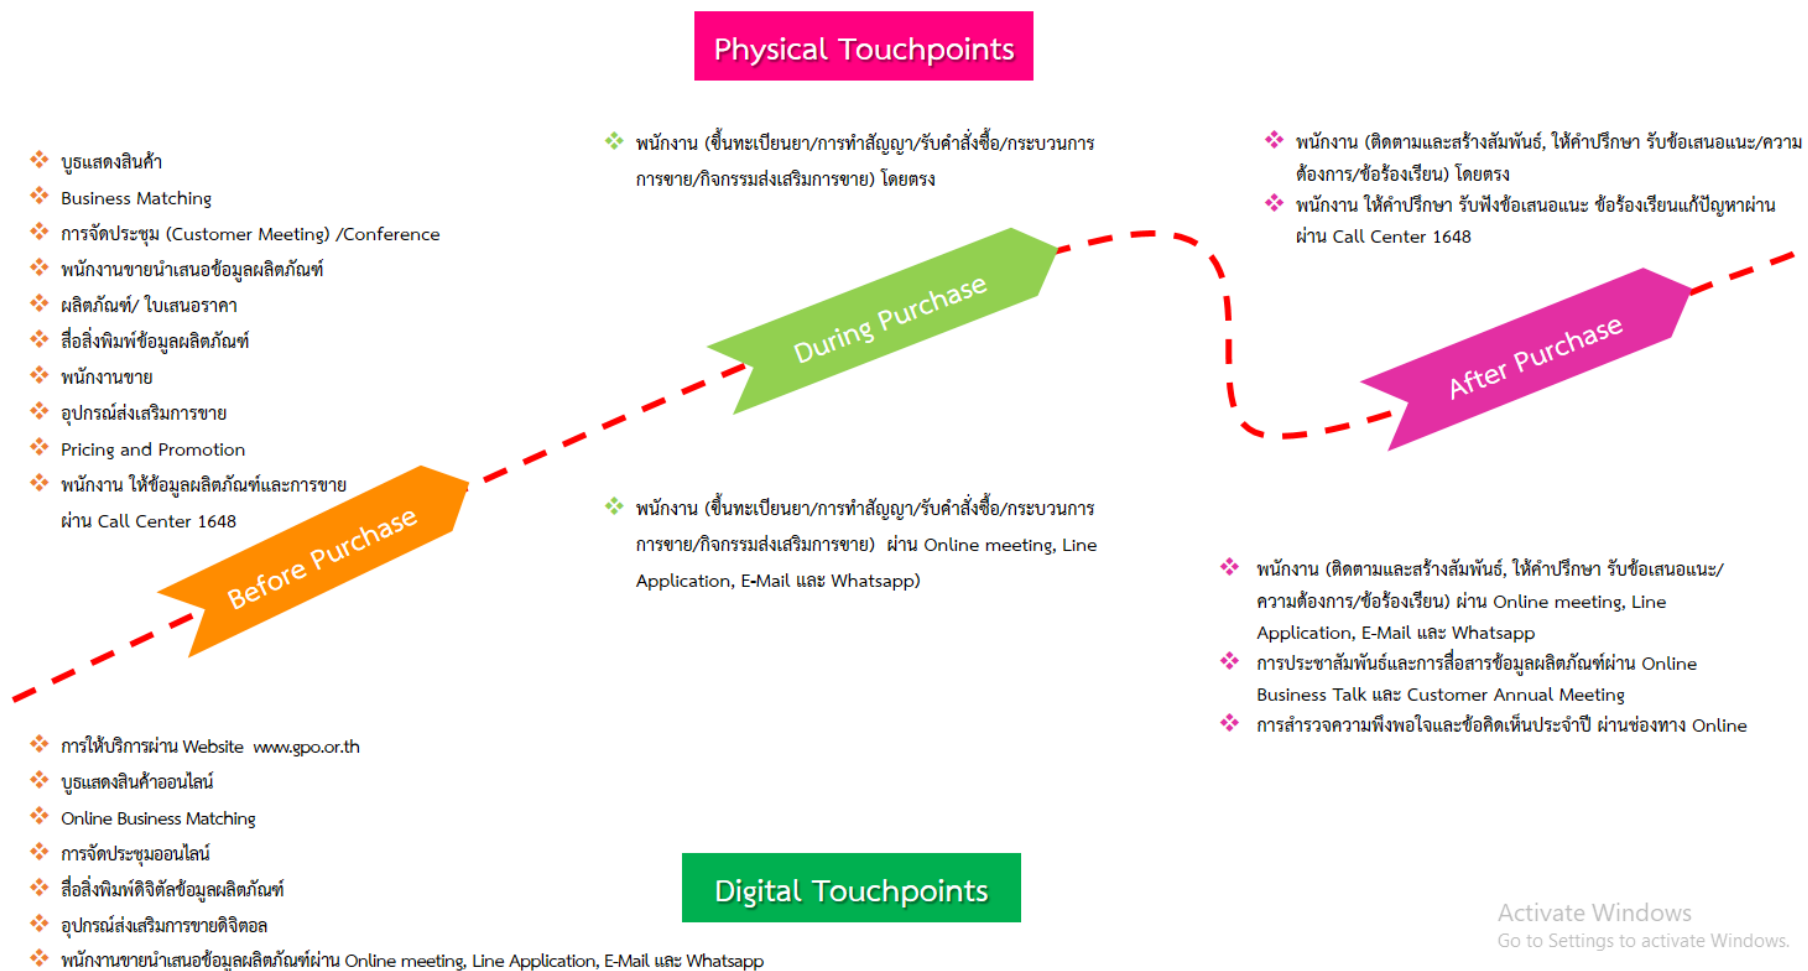 Physical Touchpoints
บูธแสดงสินค้า
Business Matching
การจัดประชุม (Customer Meeting) /Conference
พนักงานขายนำเสนอข้อมูลผลิตภัณฑ์
ผลิตภัณฑ์/ ใบเสนอราคา
สื่อสิ่งพิมพ์ข้อมูลผลิตภัณฑ์
พนักงานขาย
อุปกรณ์ส่งเสริมการขาย
Pricing and Promotion
พนักงาน ให้ข้อมูลผลิตภัณฑ์และการขาย
ผ่าน Call Center 1648
พนักงาน (ขึ้นทะเบียนยา/การทำสัญญา/รับคำสั่งซื้อ/กระบวนการ
การขาย/กิจกรรมส่งเสริมการขาย) โดยตรง
พนักงาน (ติดตามและสร้างสัมพันธ์, ให้คำปรึกษา รับข้อเสนอแนะ/ความ
ต้องการ/ข้อร้องเรียน) โดยตรง
พนักงาน ให้คำปรึกษา รับฟังข้อเสนอแนะ ข้อร้องเรียนแก้ปัญหาผ่าน
ผ่าน Call Center 1648
Before Purchase
During Purchase
After Purchase
พนักงาน (ขึ้นทะเบียนยา/การทำสัญญา/รับคำสั่งซื้อ/กระบวนการ
การขาย/กิจกรรมส่งเสริมการขาย) ผ่าน Online meeting, Line
Application, E-Mail และ Whatsapp)
พนักงาน (ติดตามและสร้างสัมพันธ์, ให้คำปรึกษา รับข้อเสนอแนะ/
ความต้องการ/ข้อร้องเรียน) ผ่าน Online meeting, Line
Application, E-Mail และ Whatsapp
การประชาสัมพันธ์และการสื่อสารข้อมูลผลิตภัณฑ์ผ่าน Online
Business Talk และ Customer Annual Meeting
การสำรวจความพึงพอใจและข้อคิดเห็นประจำปี ผ่านช่องทาง Online
การให้บริการผ่าน Website www.gpo.or.th
บูธแสดงสินค้าออนไลน์
Online Business Matching
การจัดประชุมออนไลน์
สื่อสิ่งพิมพ์ดิจิตัลข้อมูลผลิตภัณฑ์
อุปกรณ์ส่งเสริมการขายดิจิตอล
พนักงานขายนำเสนอข้อมูลผลิตภัณฑ์ผ่าน Online meeting, Line Application, E-Mail และ Whatsapp
Digital Touchpoints
Activate Windows
Go to Settings to activate Windows.